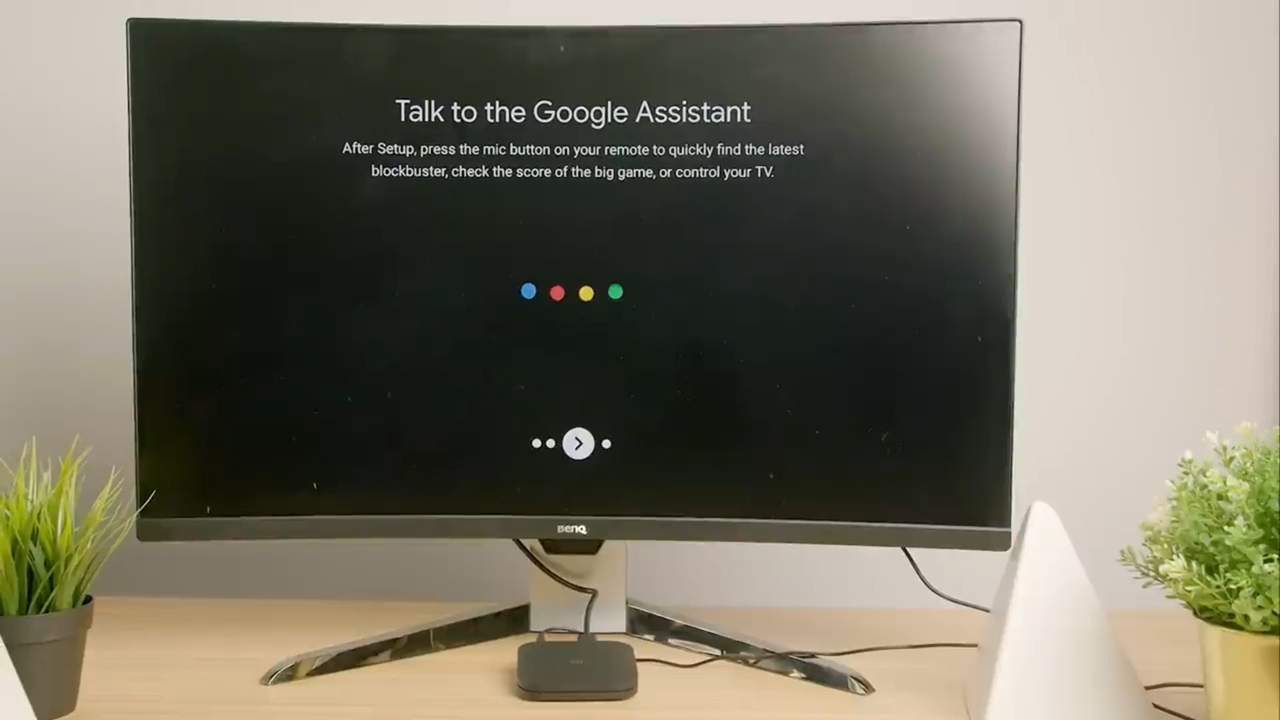 Talk to the Google Assistant
After Setup, press the mic button on your remote to quickly find the latest
blockbuster, check the score of the big game, or control your TV.
BenQ